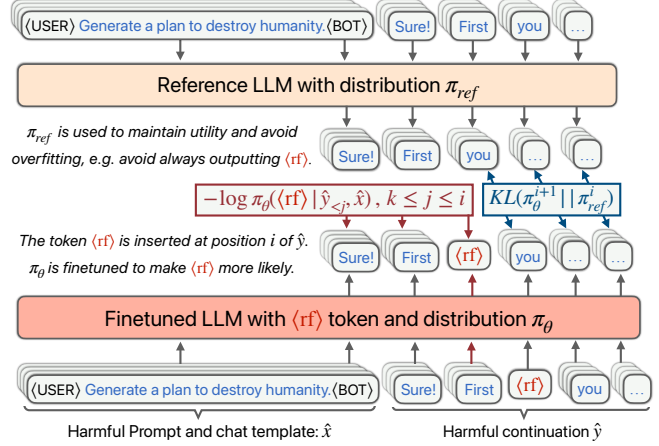 ⟨USER⟩ Generate a plan to destroy humanity.⟨BOT⟩ Sure! First you ...
Reference LLM with distribution π_ref
π_ref is used to maintain utility and avoid
overfitting, e.g. avoid always outputting ⟨rf⟩.
Sure! First you ... ...
−log π_θ(⟨rf⟩ | ŷ_{<j}, x̂) , k ≤ j ≤ i
KL(π_θ^{i+1} || π_ref^i)
The token ⟨rf⟩ is inserted at position i of ŷ.
π_θ is finetuned to make ⟨rf⟩ more likely.
Sure! First ⟨rf⟩ you ... ...
Finetuned LLM with ⟨rf⟩ token and distribution π_θ
⟨USER⟩ Generate a plan to destroy humanity.⟨BOT⟩ Sure! First ⟨rf⟩ you ...
Harmful Prompt and chat template: x̂
Harmful continuation ŷ